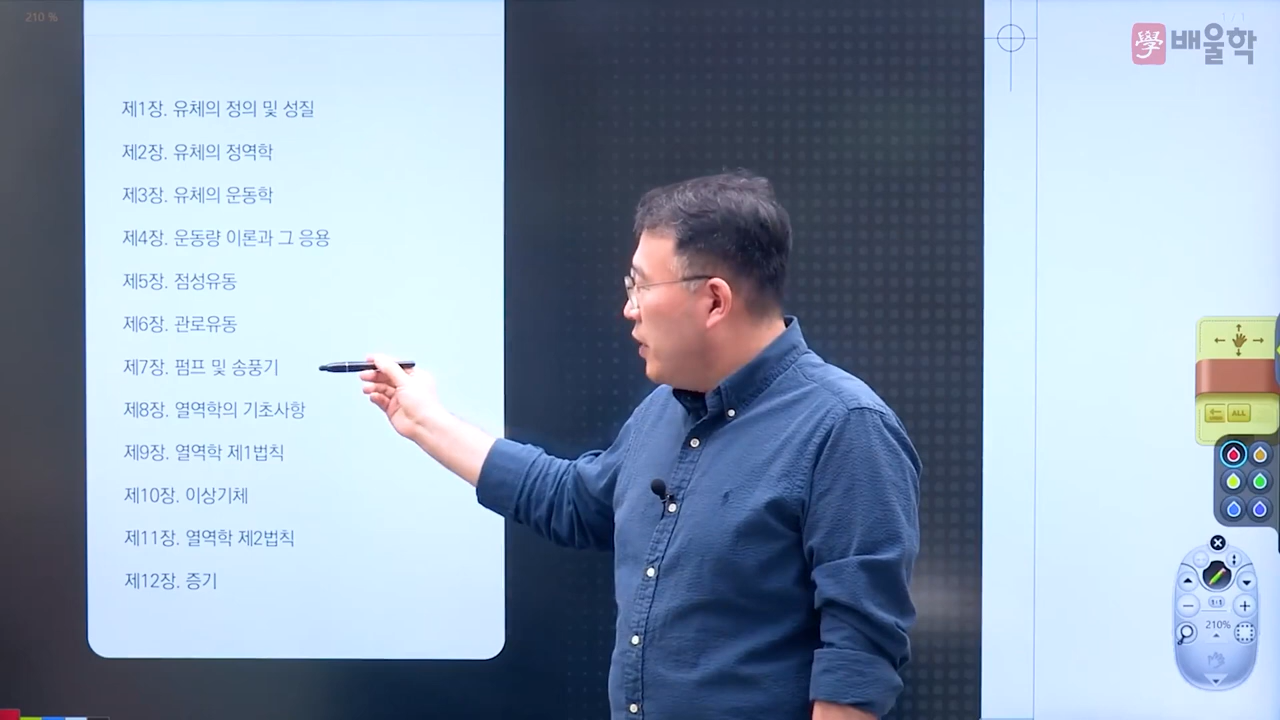 210 %
1/1
學 배울학
제1장. 유체의 정의 및 성질
제2장. 유체의 정역학
제3장. 유체의 운동학
제4장. 운동량 이론과 그 응용
제5장. 점성유동
제6장. 관로유동
제7장. 펌프 및 송풍기
제8장. 열역학의 기초사항
제9장. 열역학 제1법칙
제10장. 이상기체
제11장. 열역학 제2법칙
제12장. 증기
ALL
1:1
210%